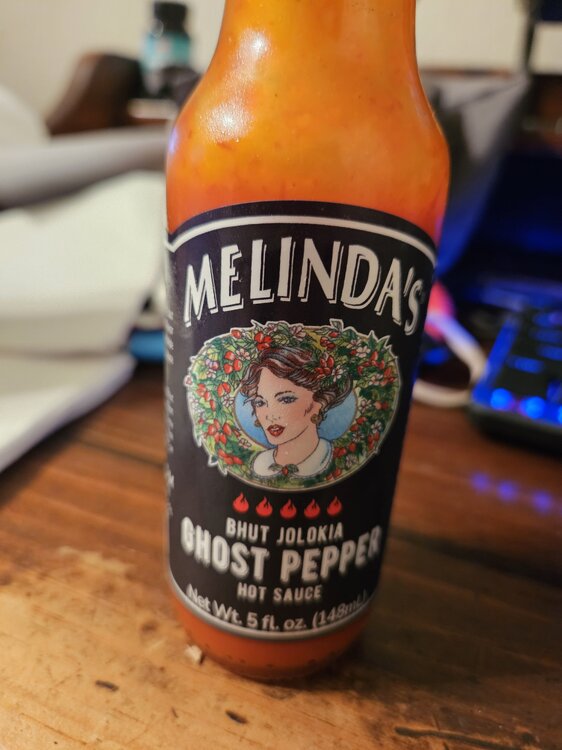 MELINDA'S
BHUT JOLOKIA
GHOST PEPPER
HOT SAUCE
Net Wt. 5 fl. oz. (148mL)